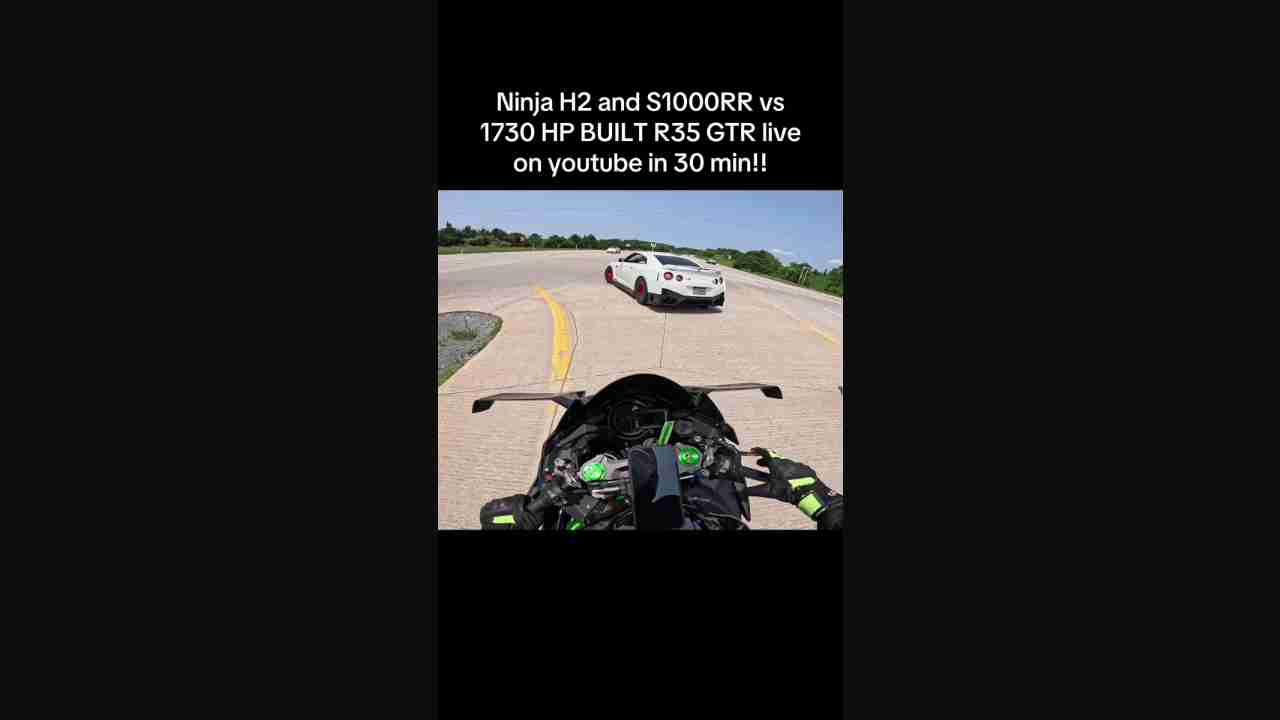 Ninja H2 and S1000RR vs
1730 HP BUILT R35 GTR live
on youtube in 30 min!!